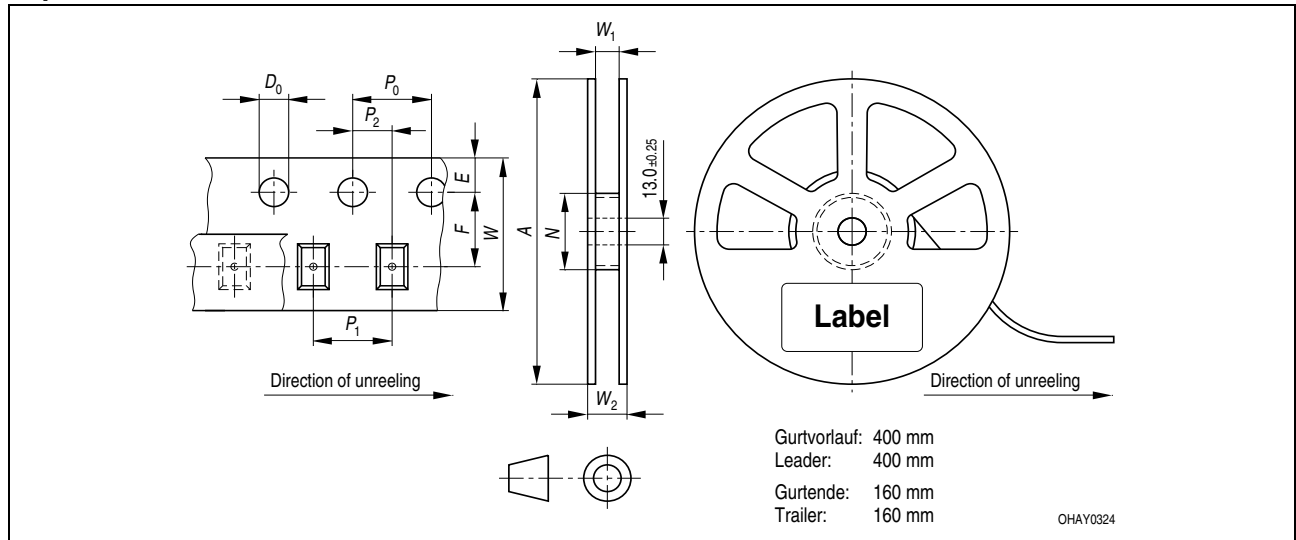 W₁
D₀
P₀
P₂
E
F
W
A
N
13.0±0.25
P₁
W₂
Label
Direction of unreeling
Direction of unreeling
Gurtvorlauf: 400 mm
Leader: 400 mm
Gurtende: 160 mm
Trailer: 160 mm
OHAY0324